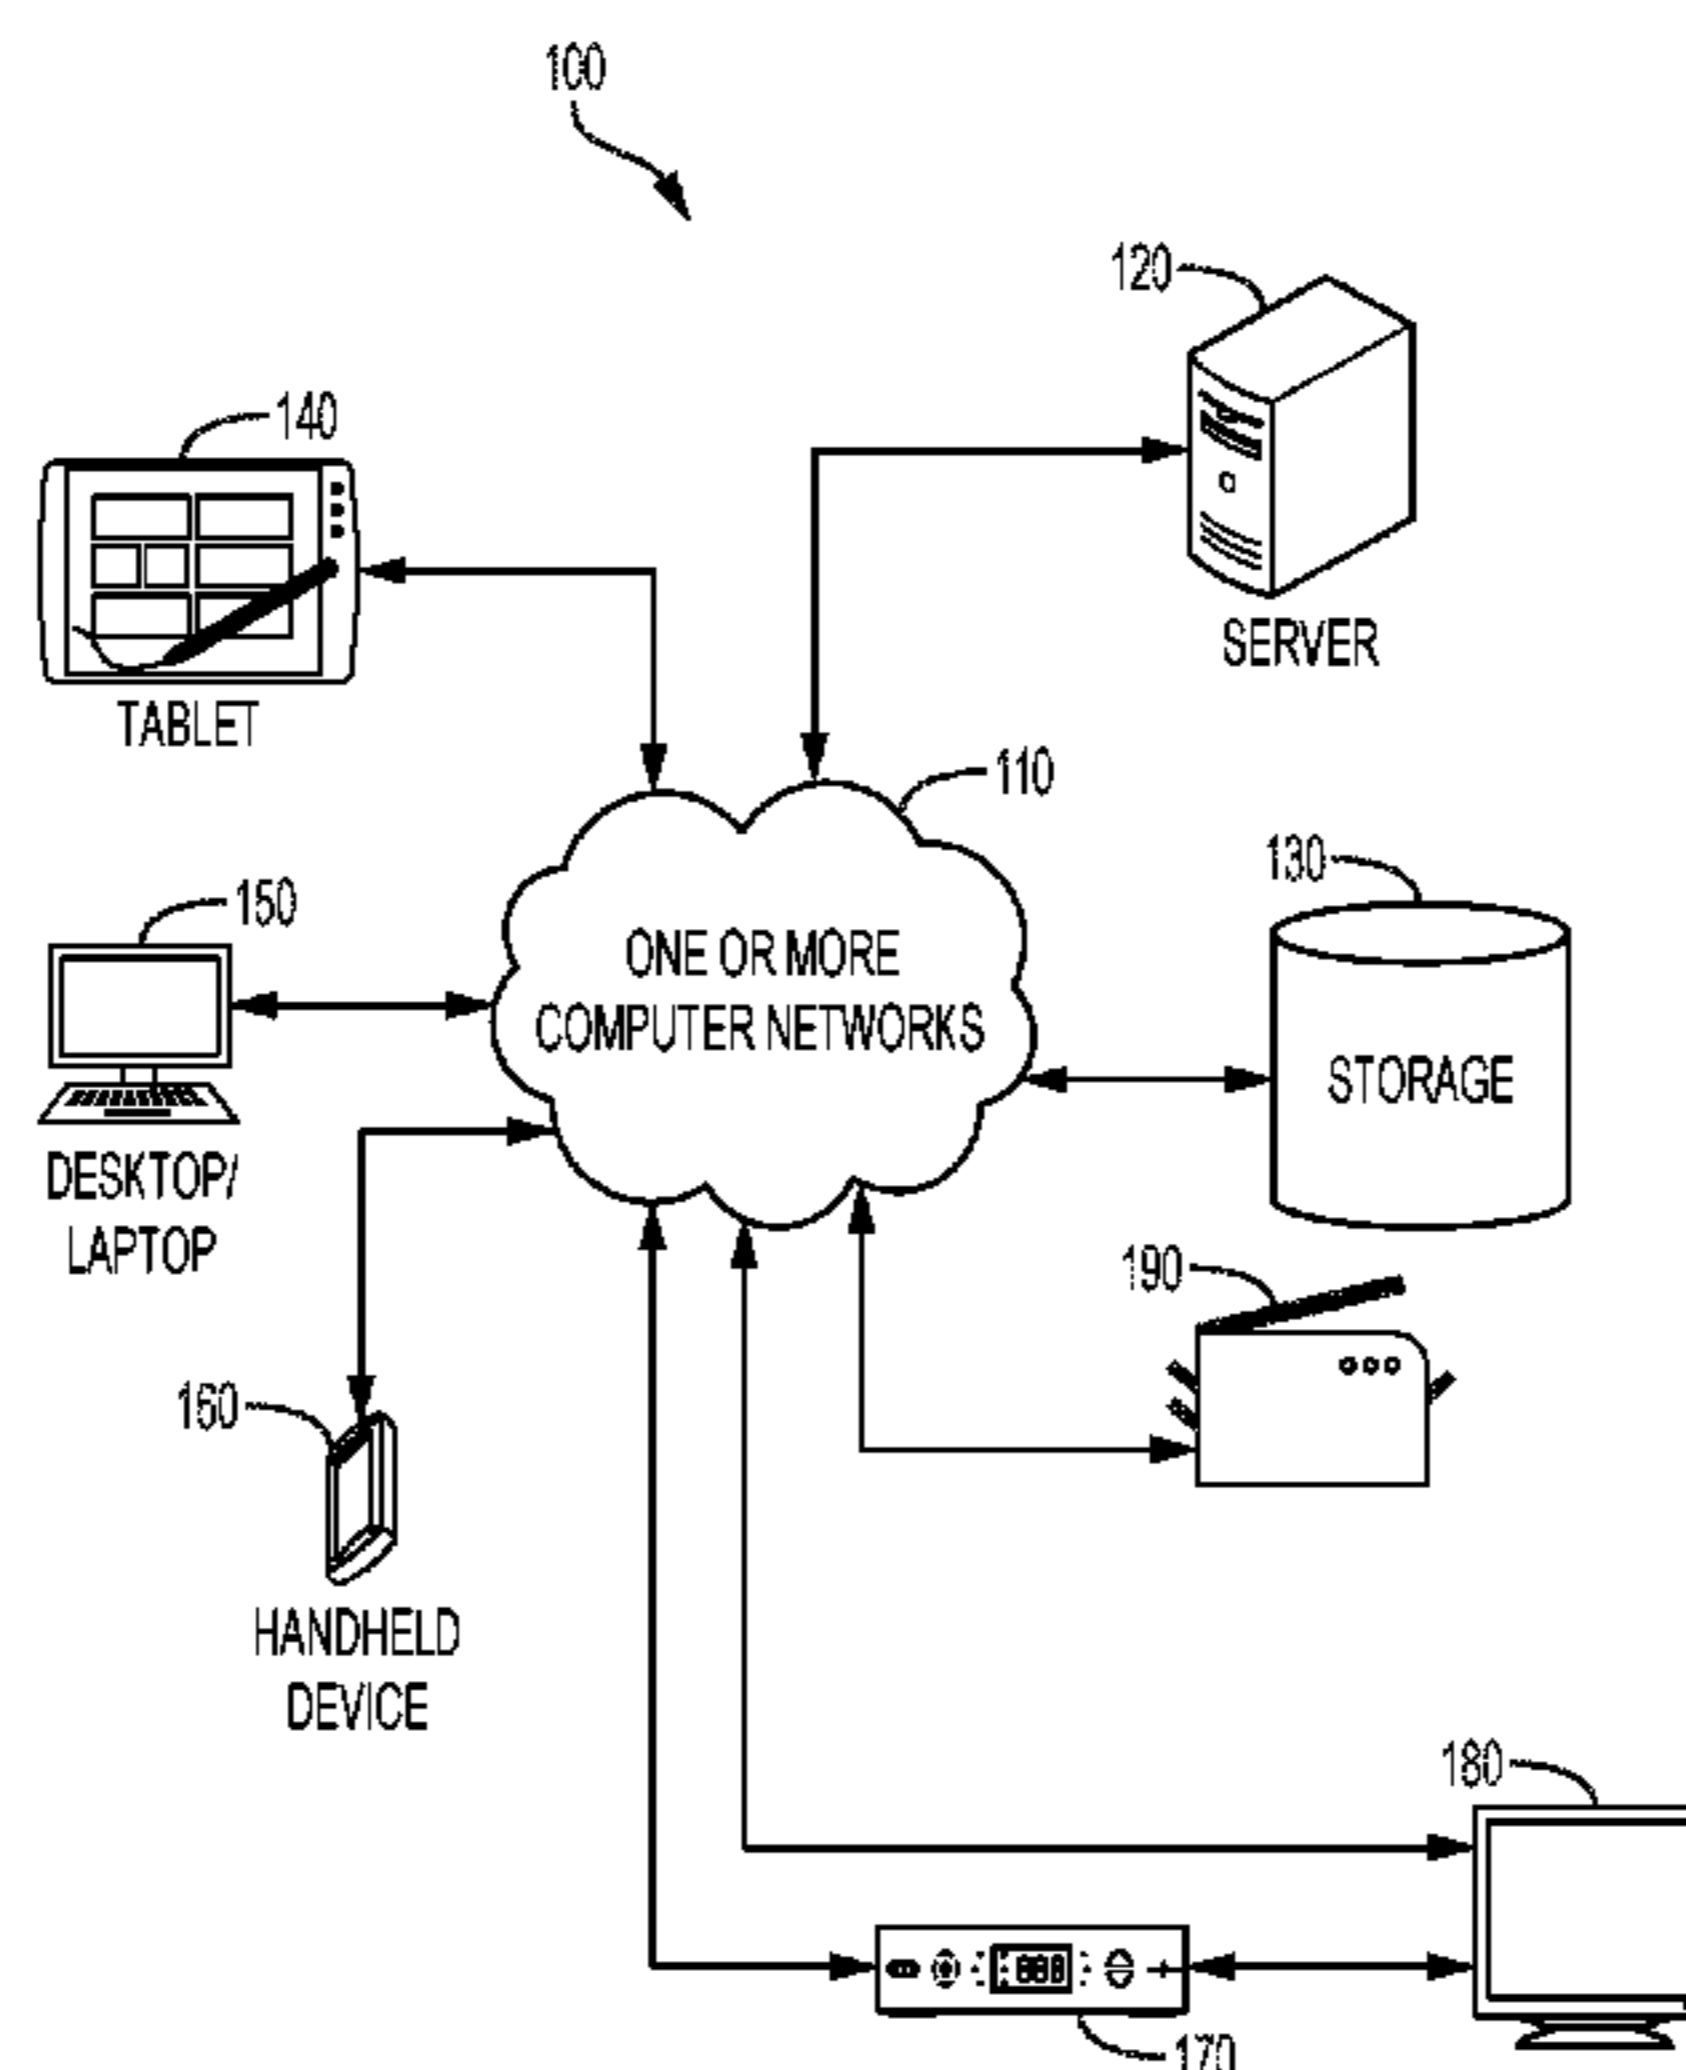 100
120
140
SERVER
TABLET
110
130
150
ONE OR MORE
COMPUTER NETWORKS
STORAGE
DESKTOP/
LAPTOP
190
160
HANDHELD
DEVICE
180
888
170